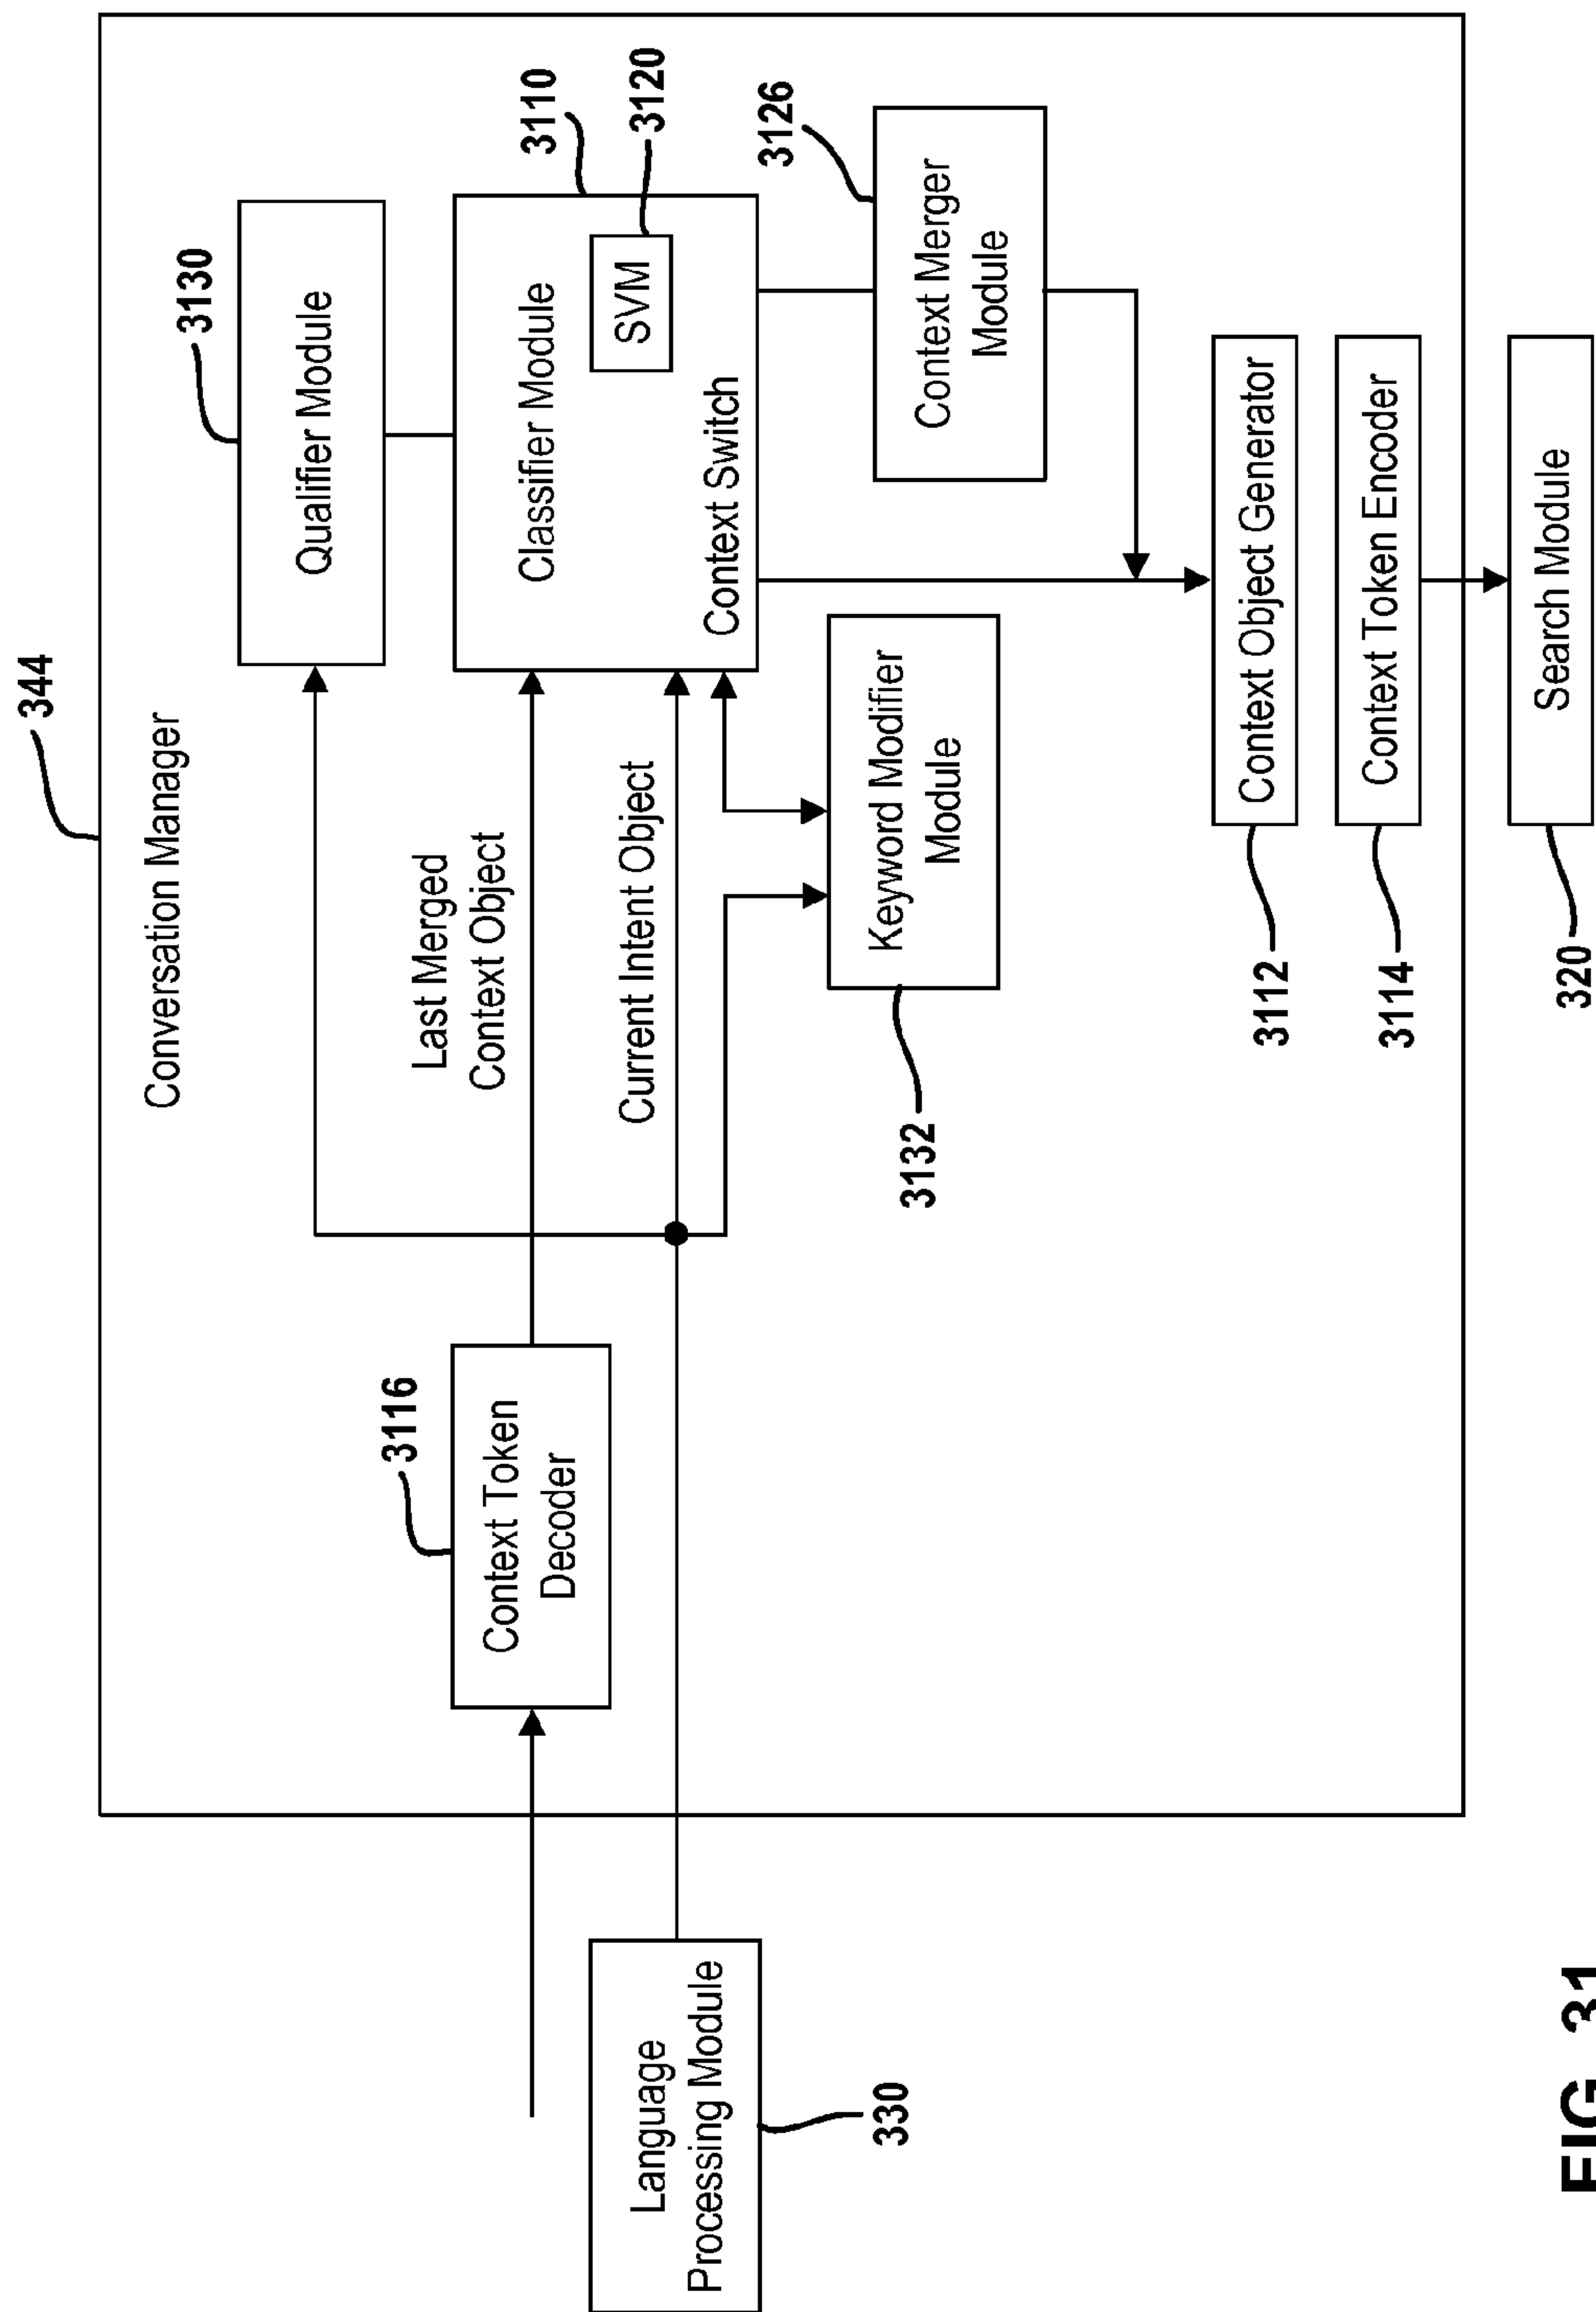 344
Conversation Manager
3130
Qualifier Module
3110
3120
Classifier Module
SVM
Context Switch
3126
Context Merger
Module
Last Merged
Context Object
Current Intent Object
3116
Context Token
Decoder
Keyword Modifier
Module
3132
Language
Processing Module
330
Context Object Generator
3112
Context Token Encoder
3114
Search Module
320
FIG. 31